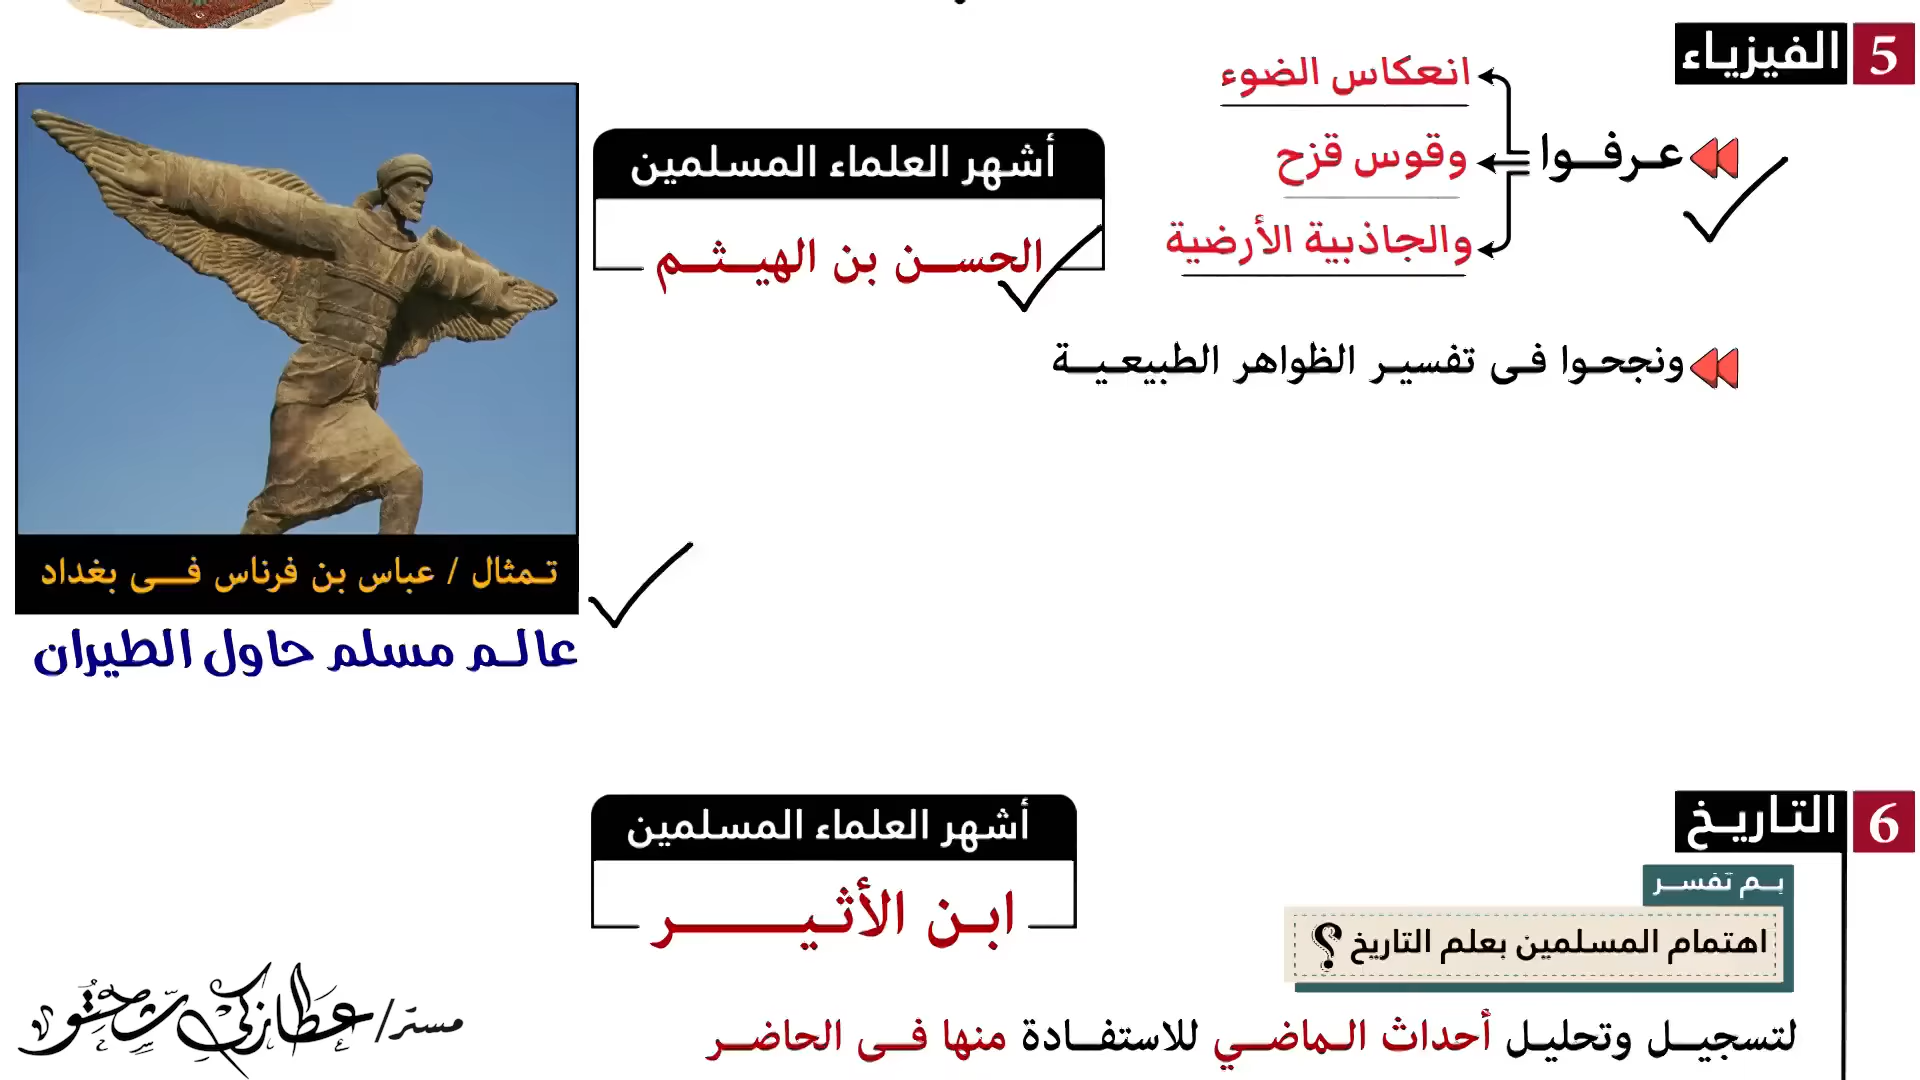 5 الفيزياء
عرفوا
انعكاس الضوء
وقوس قزح
والجاذبية الأرضية
ونجحوا فى تفسير الظواهر الطبيعية
أشهر العلماء المسلمين
الحسن بن الهيثم
تمثال / عباس بن فرناس فى بغداد
عالم مسلم حاول الطيران
6 التاريخ
بم تفسر
اهتمام المسلمين بعلم التاريخ ؟
أشهر العلماء المسلمين
ابن الأثير
لتسجيل وتحليل أحداث الماضي للاستفادة منها فى الحاضر
مستر/ عطا زكى